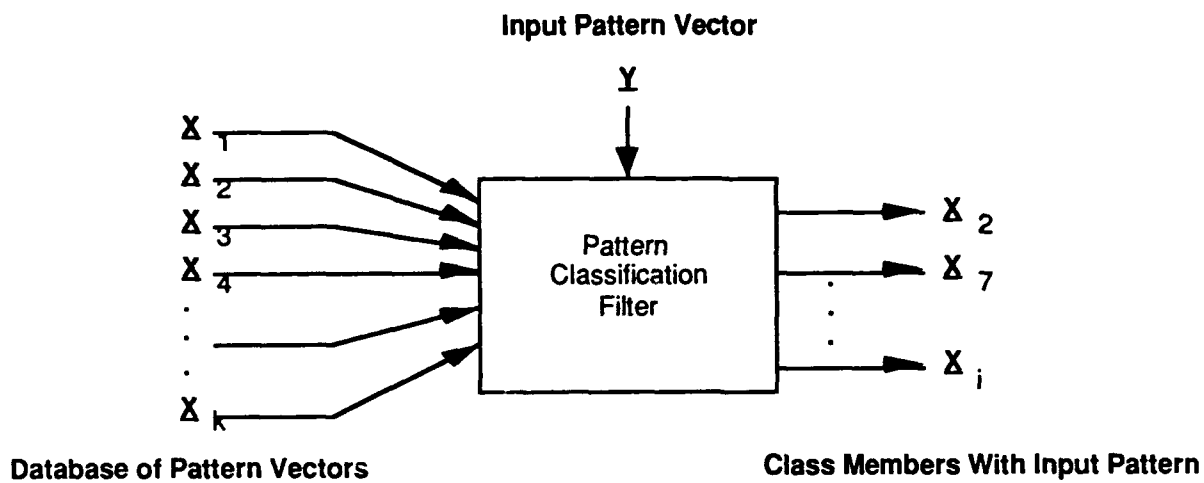 Input Pattern Vector
Y
X 1
X 2
X 3
X 4
.
.
.
X k
Pattern
Classification
Filter
X 2
X 7
.
.
.
X i
Database of Pattern Vectors
Class Members With Input Pattern